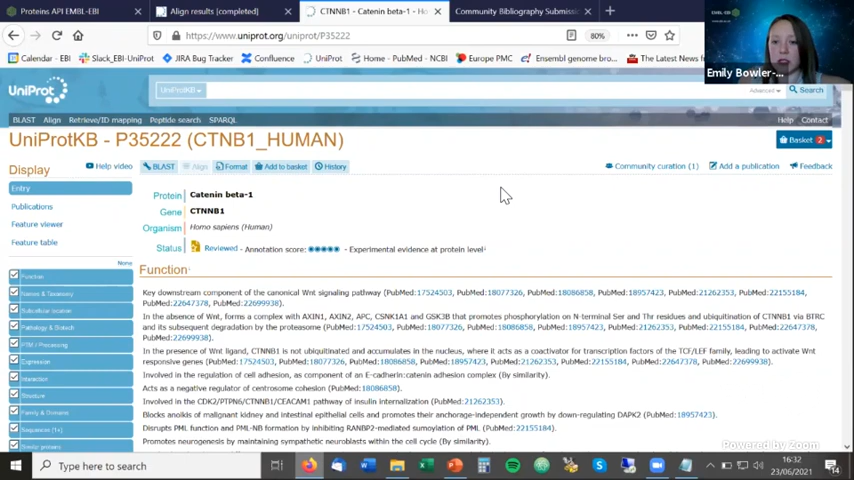 Proteins API EMBL-EBI
Align results [completed]
CTNNB1 - Catenin beta-1 - Ho
Community Bibliography Submissi
https://www.uniprot.org/uniprot/P35222
80%
Calendar - EBI
Slack_EBI-UniProt
JIRA Bug Tracker
Confluence
UniProt
Home - PubMed - NCBI
Europe PMC
Ensembl genome bro...
The Latest News f
EMBL-EBI
Emily Bowler-...
UniProt
UniProtKB
Advanced
Search
BLAST Align Retrieve/ID mapping Peptide search SPARQL
Help Contact
UniProtKB - P35222 (CTNB1_HUMAN)
Basket 2
Display
Help video
BLAST Align Format Add to basket History
Community curation (1) Add a publication Feedback
Entry
Publications
Feature viewer
Feature table
None
Function
Names & Taxonomy
Subcellular location
Pathology & Biotech
PTM / Processing
Expression
Interaction
Structure
Family & Domains
Sequences (1+)
Similar proteins
Protein Catenin beta-1
Gene CTNNB1
Organism Homo sapiens (Human)
Status Reviewed - Annotation score: - Experimental evidence at protein level
Function
Key downstream component of the canonical Wnt signaling pathway (PubMed:17524503, PubMed:18077326, PubMed:18086858, PubMed:18957423, PubMed:21262353, PubMed:22155184,
PubMed:22647378, PubMed:22699938).
In the absence of Wnt, forms a complex with AXIN1, AXIN2, APC, CSNK1A1 and GSK3B that promotes phosphorylation on N-terminal Ser and Thr residues and ubiquitination of CTNNB1 via BTRC
and its subsequent degradation by the proteasome (PubMed:17524503, PubMed:18077326, PubMed:18086858, PubMed:18957423, PubMed:21262353, PubMed:22155184, PubMed:22647378,
PubMed:22699938).
In the presence of Wnt ligand, CTNNB1 is not ubiquitinated and accumulates in the nucleus, where it acts as a coactivator for transcription factors of the TCF/LEF family, leading to activate Wnt
responsive genes (PubMed:17524503, PubMed:18077326, PubMed:18086858, PubMed:18957423, PubMed:21262353, PubMed:22155184, PubMed:22647378, PubMed:22699938).
Involved in the regulation of cell adhesion, as component of an E-cadherin:catenin adhesion complex (By similarity).
Acts as a negative regulator of centrosome cohesion (PubMed:18086858).
Involved in the CDK2/PTPN6/CTNNB1/CEACAM1 pathway of insulin internalization (PubMed:21262353).
Blocks anoikis of malignant kidney and intestinal epithelial cells and promotes their anchorage-independent growth by down-regulating DAPK2 (PubMed:18957423).
Disrupts PML function and PML-NB formation by inhibiting RANBP2-mediated sumoylation of PML (PubMed:22155184).
Promotes neurogenesis by maintaining sympathetic neuroblasts within the cell cycle (By similarity).
Powered by Zoom
Type here to search
16:32
23/06/2021
14